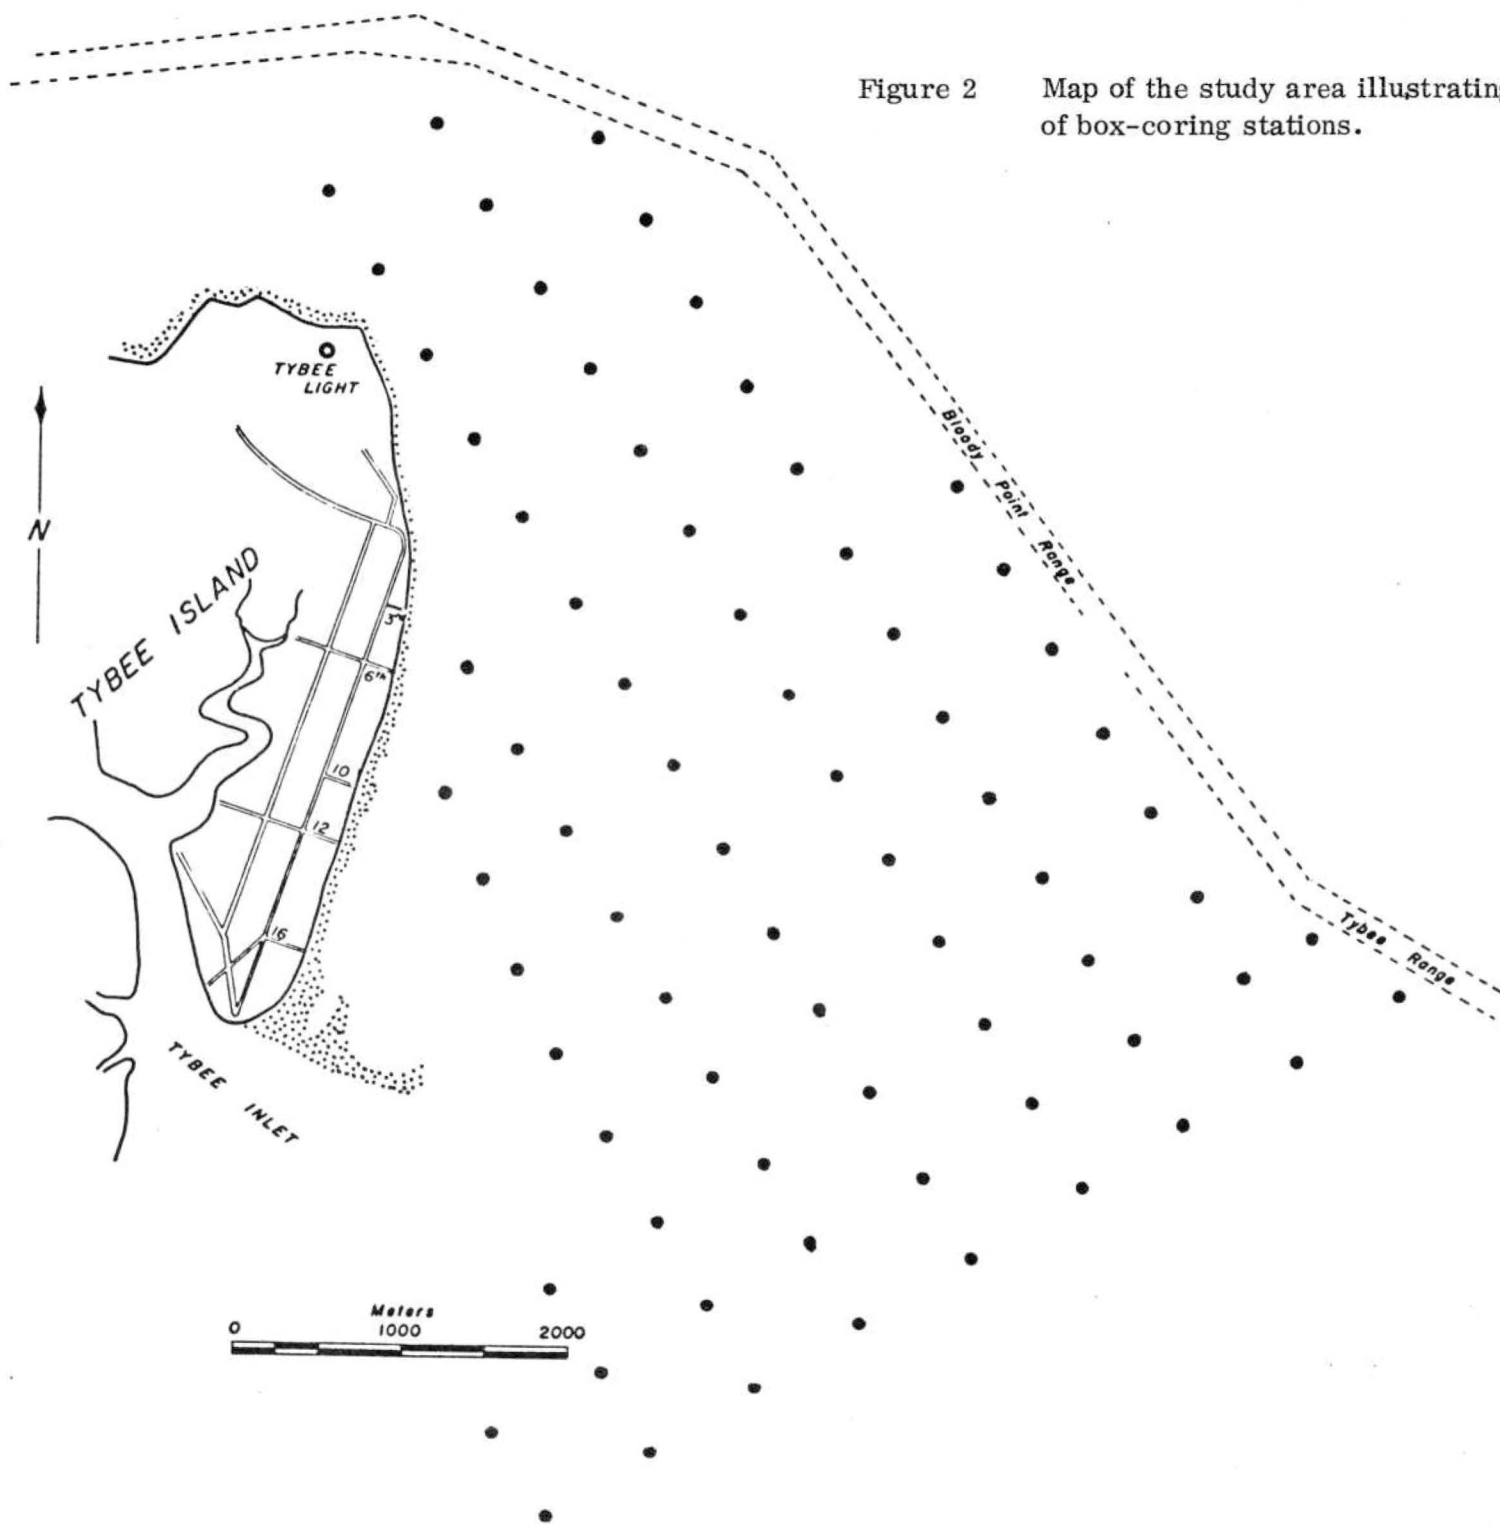 Figure 2 Map of the study area illustrating
of box-coring stations.
TYBEE
LIGHT
N
TYBEE ISLAND
3rd
6th
10
12
16
TYBEE INLET
Bloody Point Range
Tybee Range
Meters
0 1000 2000